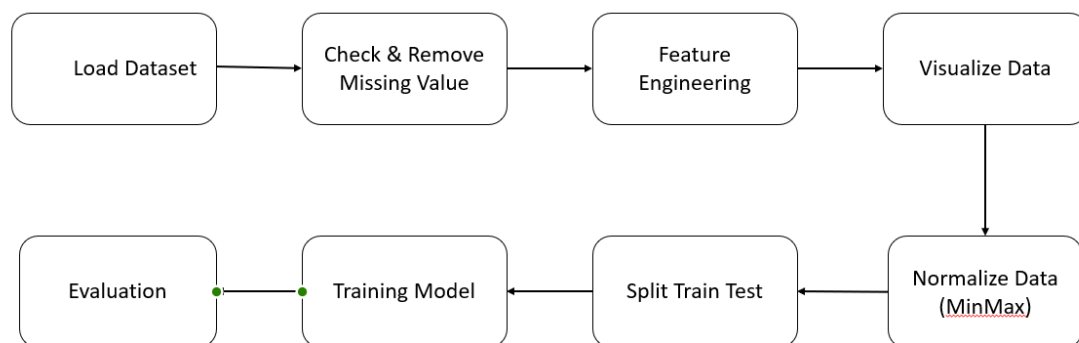 Load Dataset
Check & Remove
Missing Value
Feature
Engineering
Visualize Data
Normalize Data
(MinMax)
Split Train Test
Training Model
Evaluation